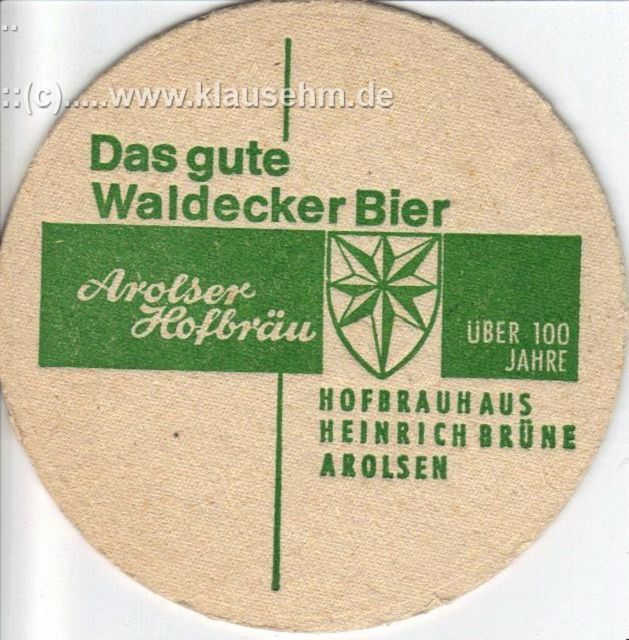 ::(c).....www.klausehm.de
Das gute
Waldecker Bier
Arolser
Hofbräu
ÜBER 100
JAHRE
HOFBRAUHAUS
HEINRICH BRÜNE
AROLSEN